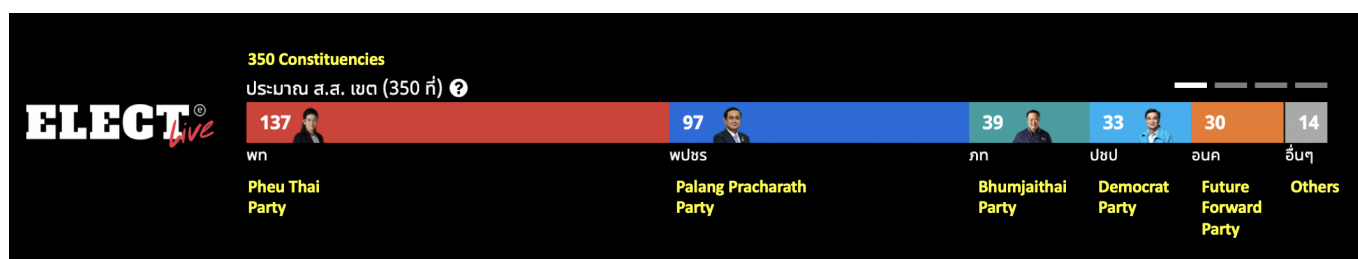 350 Constituencies
ประมาณ ส.ส. เขต (350 ที่) ?
ELECT Live e
137 97 39 33 30 14
พท พปชร ภท ปชป อนค อื่นๆ
Pheu Thai Party
Palang Pracharath Party
Bhumjaithai Party
Democrat Party
Future Forward Party
Others